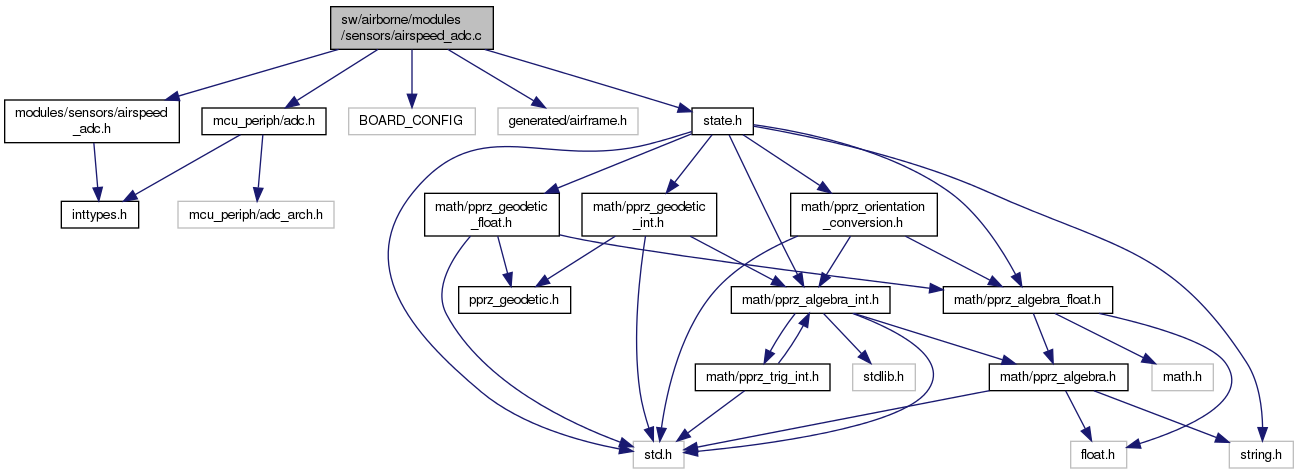 sw/airborne/modules
/sensors/airspeed_adc.c
modules/sensors/airspeed
_adc.h
mcu_periph/adc.h
BOARD_CONFIG
generated/airframe.h
state.h
inttypes.h
mcu_periph/adc_arch.h
math/pprz_geodetic
_float.h
math/pprz_geodetic
_int.h
math/pprz_orientation
_conversion.h
pprz_geodetic.h
math/pprz_algebra_int.h
math/pprz_algebra_float.h
math/pprz_trig_int.h
stdlib.h
math/pprz_algebra.h
math.h
std.h
float.h
string.h